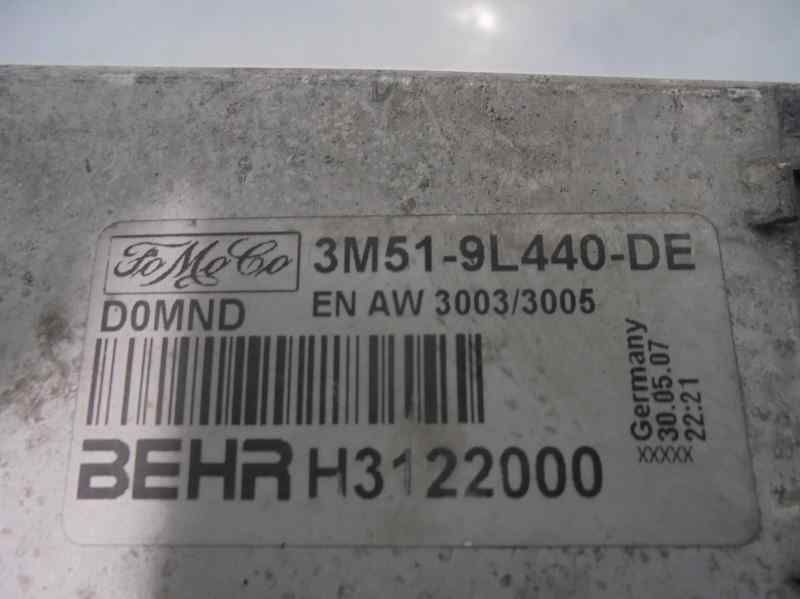 FoMoCo 3M51-9L440-DE
D0MND EN AW 3003/3005
BEHR H3122000
Germany
30.05.07
22:21
XXXXX